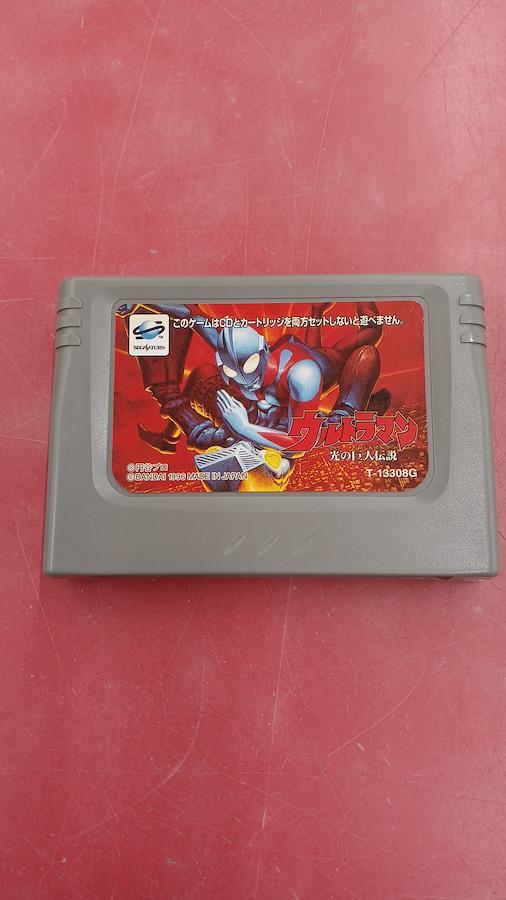 このゲームはCDとカートリッジを両方セットしないと遊べません。
TM
SEGA SATURN
ウルトラマン
光の巨人伝説
©円谷プロ
©BANDAI 1996 MADE IN JAPAN
T-13308G